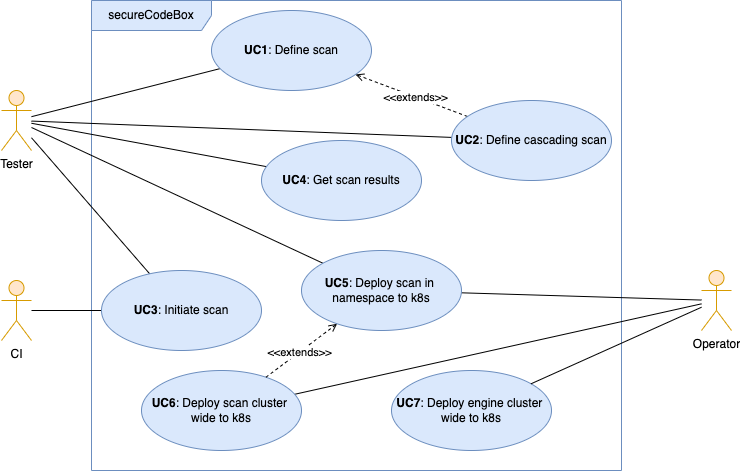 secureCodeBox
UC1: Define scan
<<extends>>
UC2: Define cascading scan
Tester
UC4: Get scan results
UC5: Deploy scan in
namespace to k8s
UC3: Initiate scan
CI
Operator
<<extends>>
UC6: Deploy scan cluster
wide to k8s
UC7: Deploy engine cluster
wide to k8s